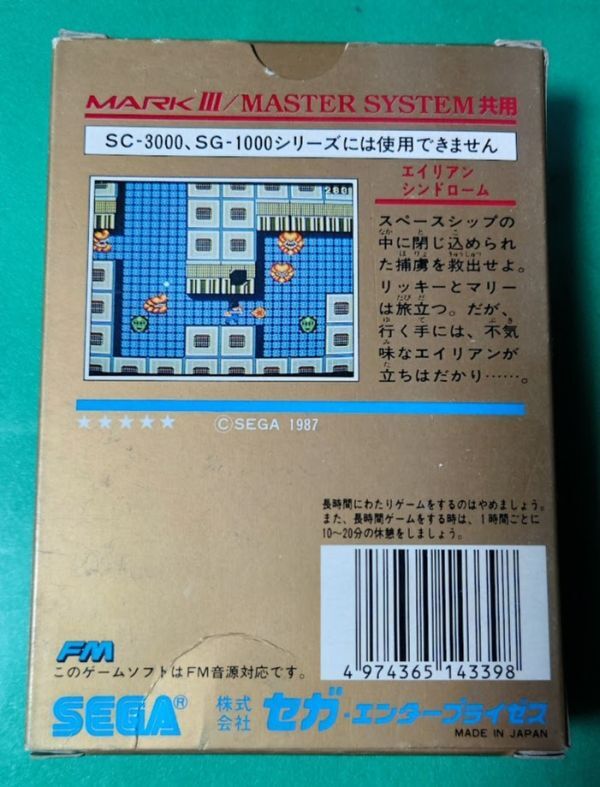 MARK III/MASTER SYSTEM共用
SC-3000、SG-1000シリーズには使用できません
エイリアン
シンドローム
スペースシップの
中に閉じ込められ
た捕虜を救出せよ。
リッキーとマリー
は旅立つ。だが、
行く手には、不気
味なエイリアンが
立ちはだかり……。
★★★★★ ©SEGA 1987
長時間にわたりゲームをするのはやめましょう。
また、長時間ゲームをする時は、1時間ごとに
10〜20分の休憩をしましょう。
4 974365 143398
FM
このゲームソフトはFM音源対応です。
SEGA® 株式会社 セガ・エンタープライゼス
MADE IN JAPAN